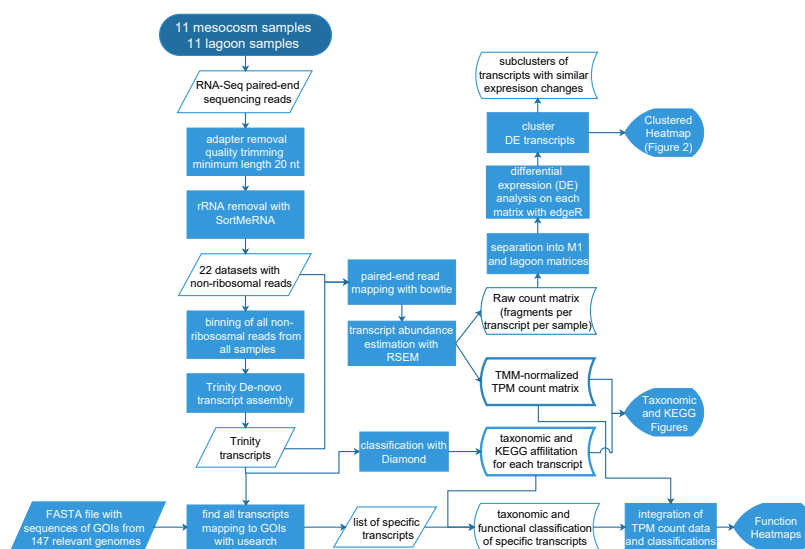 11 mesocosm samples
11 lagoon samples
RNA-Seq paired-end
sequencing reads
adapter removal
quality trimming
minimum length 20 nt
rRNA removal with
SortMeRNA
22 datasets with
non-ribosomal reads
binning of all non-
ribososmal reads from
all samples
Trinity De-novo
transcript assembly
Trinity
transcripts
FASTA file with
sequences of GOIs from
147 relevant genomes
find all transcripts
mapping to GOIs
with usearch
list of specific
transcripts
paired-end read
mapping with bowtie
transcript abundance
estimation with
RSEM
classification with
Diamond
subclusters of
transcripts with similar
expresison changes
cluster
DE transcripts
Clustered
Heatmap
(Figure 2)
differential
expression (DE)
analysis on each
matrix with edgeR
separation into M1
and lagoon matrices
Raw count matrix
(fragments per
transcript per sample)
TMM-normalized
TPM count matrix
Taxonomic
and KEGG
Figures
taxonomic and
KEGG affilitation
for each transcript
taxonomic and
functional classification
of specific transcripts
integration of
TPM count data
and classifications
Function
Heatmaps